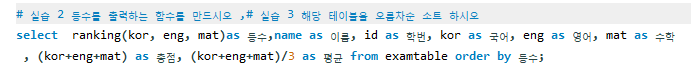 # 실습 2 등수를 출력하는 함수를 만드시오 ,# 실습 3 해당 테이블을 오름차순 소트 하시오
select ranking(kor, eng, mat)as 등수,name as 이름, id as 학번, kor as 국어, eng as 영어, mat as 수학
, (kor+eng+mat) as 총점, (kor+eng+mat)/3 as 평균 from examtable order by 등수;